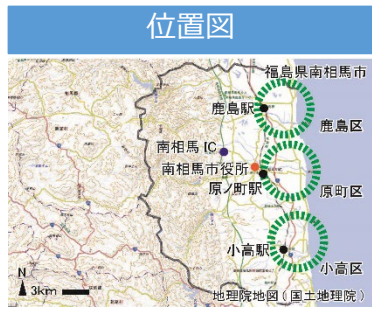 位置図
福島県南相馬市
鹿島駅
鹿島区
南相馬IC
南相馬市役所
原ノ町駅
原町区
小高駅
小高区
N
3km
地理院地図(国土地理院)